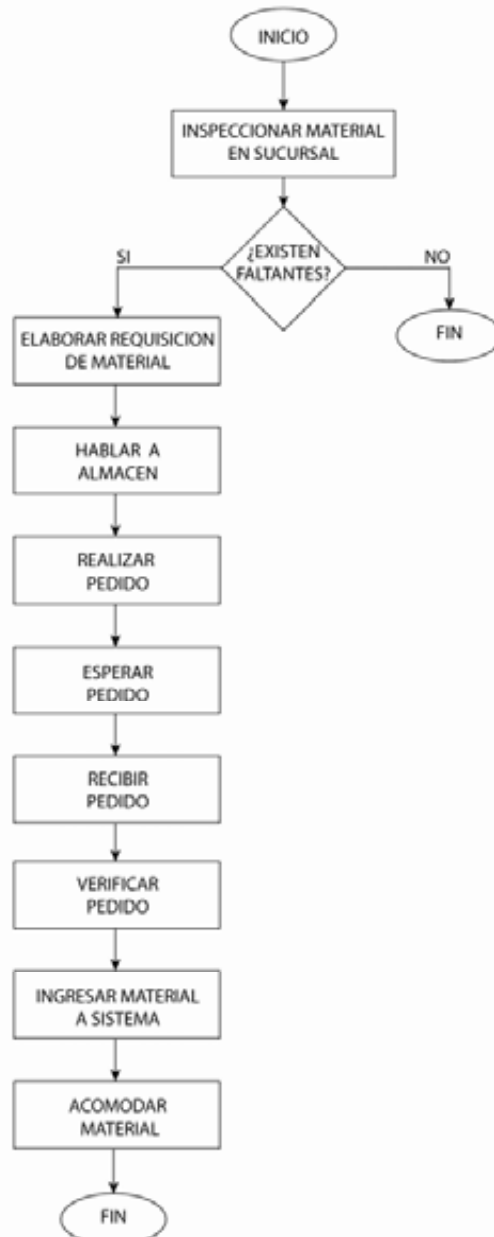 INICIO
INSPECCIONAR MATERIAL
EN SUCURSAL
¿EXISTEN
FALTANTES?
SI
NO
FIN
ELABORAR REQUISICION
DE MATERIAL
HABLAR A
ALMACEN
REALIZAR
PEDIDO
ESPERAR
PEDIDO
RECIBIR
PEDIDO
VERIFICAR
PEDIDO
INGRESAR MATERIAL
A SISTEMA
ACOMODAR
MATERIAL
FIN